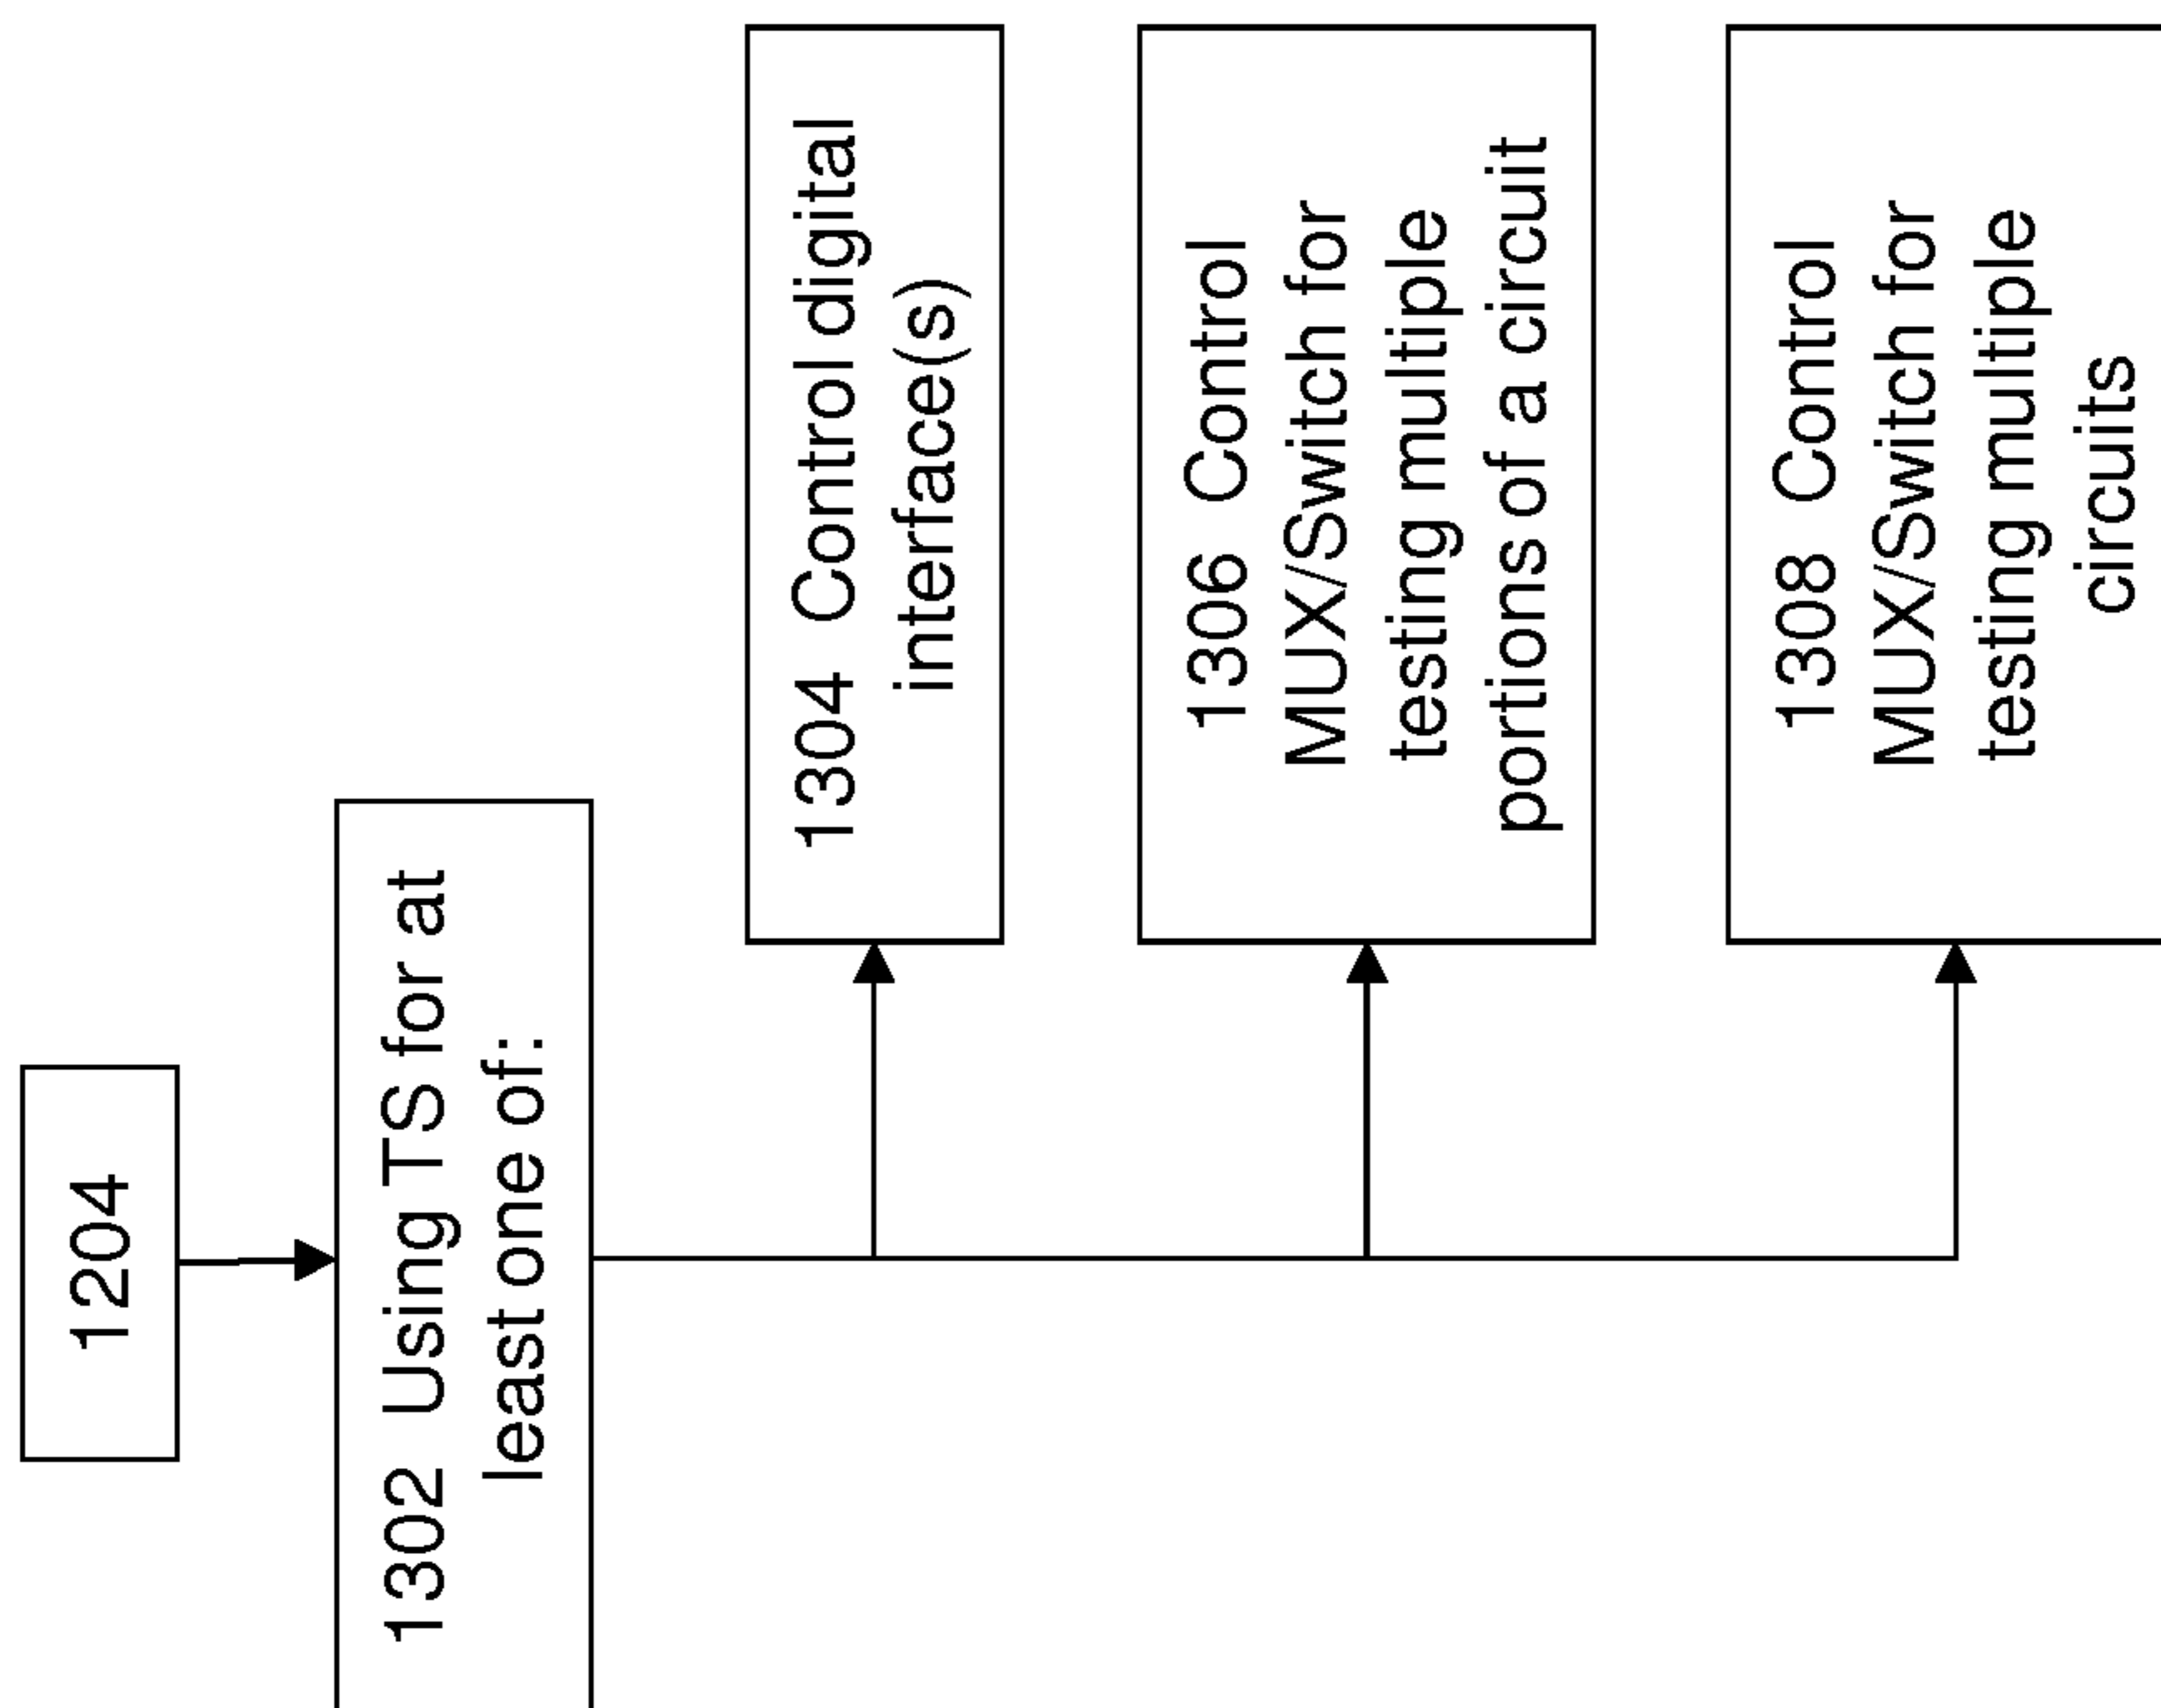 1204
1302 Using TS for at
least one of:
1304 Control digital
interface(s)
1306 Control
MUX/Switch for
testing multiple
portions of a circuit
1308 Control
MUX/Switch for
testing multiple
circuits